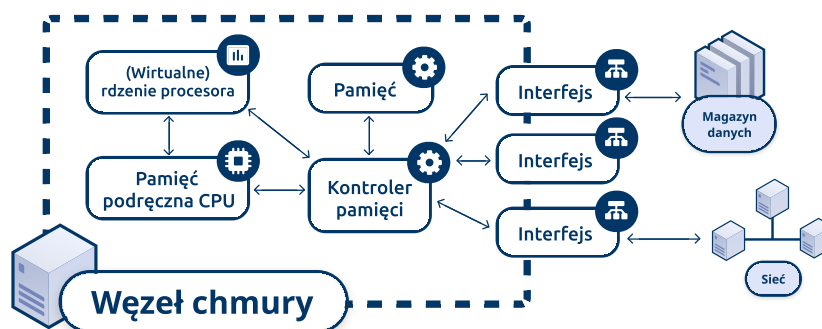 (Wirtualne)
rdzenie procesora
Pamięć
Interfejs
Magazyn
danych
Interfejs
Pamięć
podręczna CPU
Kontroler
pamięci
Interfejs
Sieć
Węzeł chmury